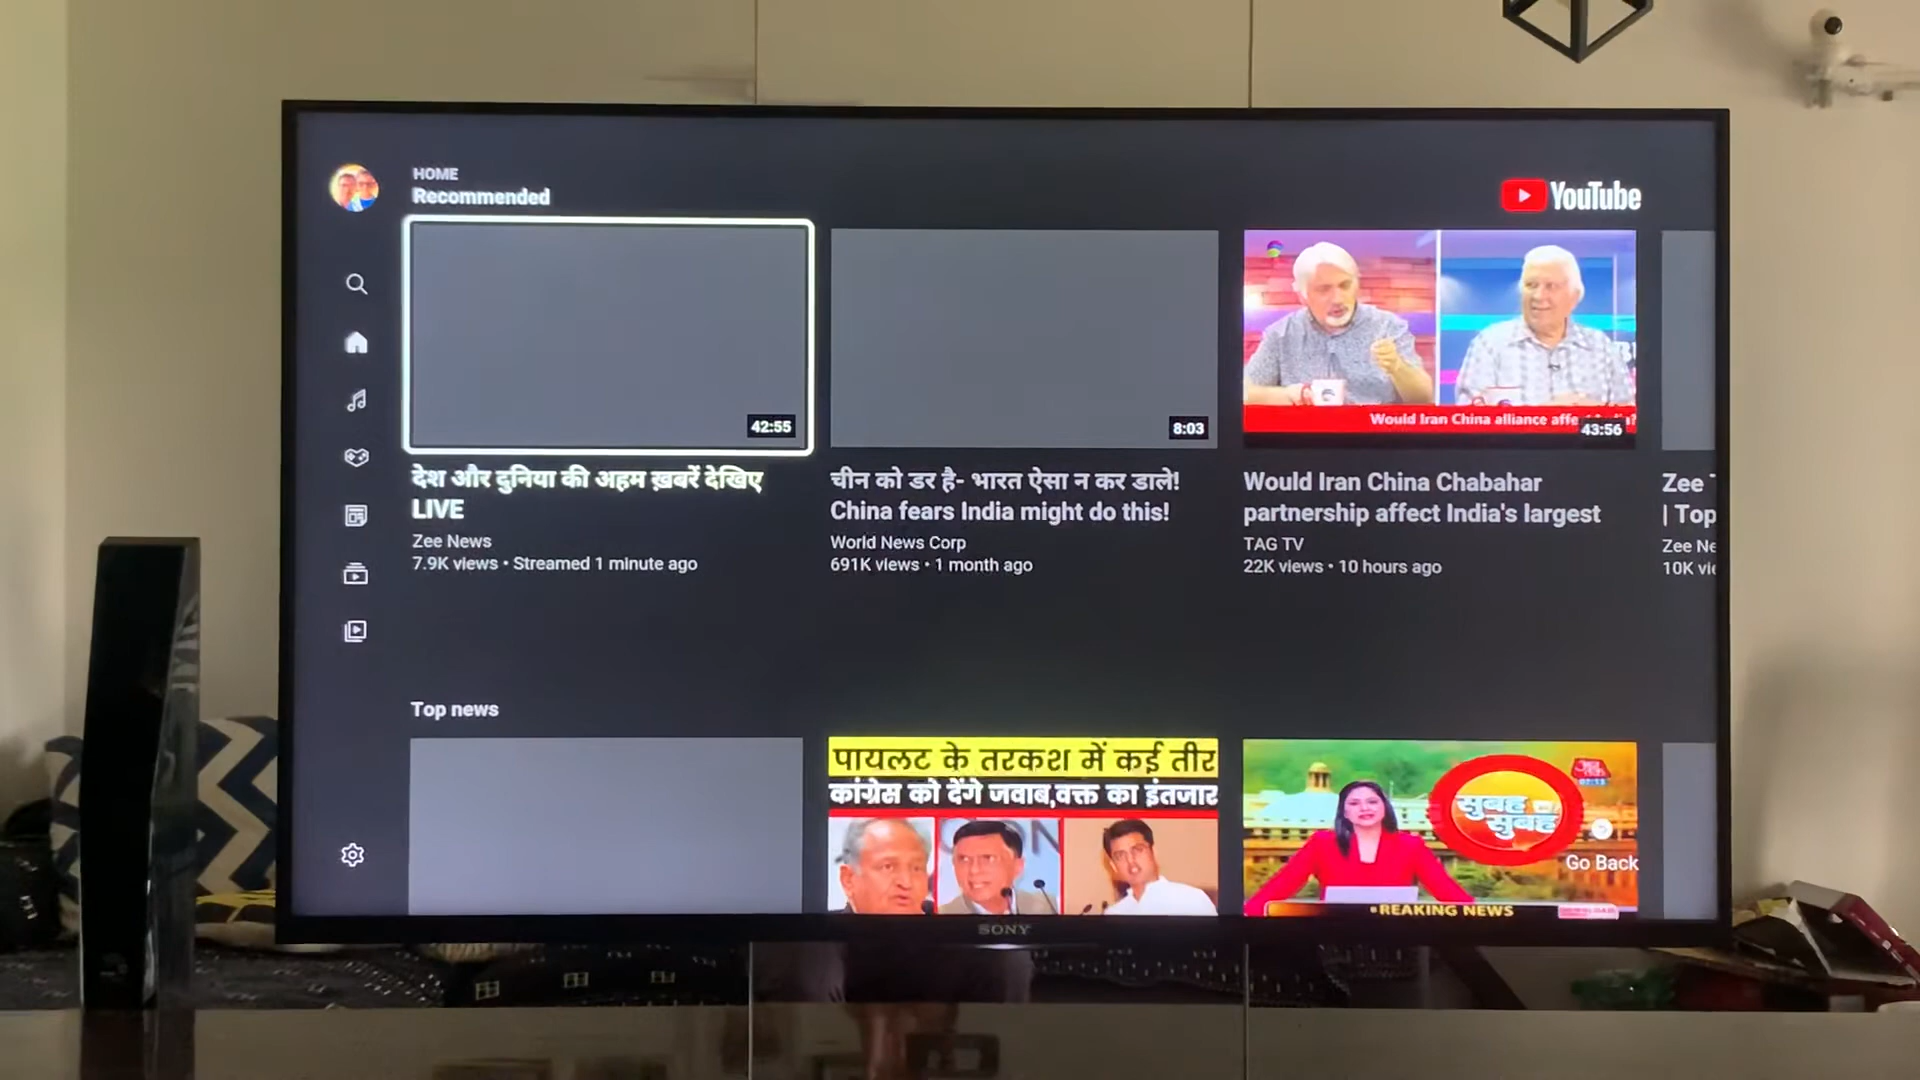 HOME
Recommended
YouTube
42:55
8:03
Would Iran China alliance affe
43:56
देश और दुनिया की अहम ख़बरें देखिए
LIVE
Zee News
7.9K views • Streamed 1 minute ago
चीन को डर है- भारत ऐसा न कर डाले!
China fears India might do this!
World News Corp
691K views • 1 month ago
Would Iran China Chabahar
partnership affect India's largest
TAG TV
22K views • 10 hours ago
Zee
| Top
Zee Ne
10K vie
Top news
पायलट के तरकश में कई तीर
कांग्रेस को देंगे जवाब,वक्त का इंतजार
सुबह
सुबह
Go Back
REAKING NEWS
SONY